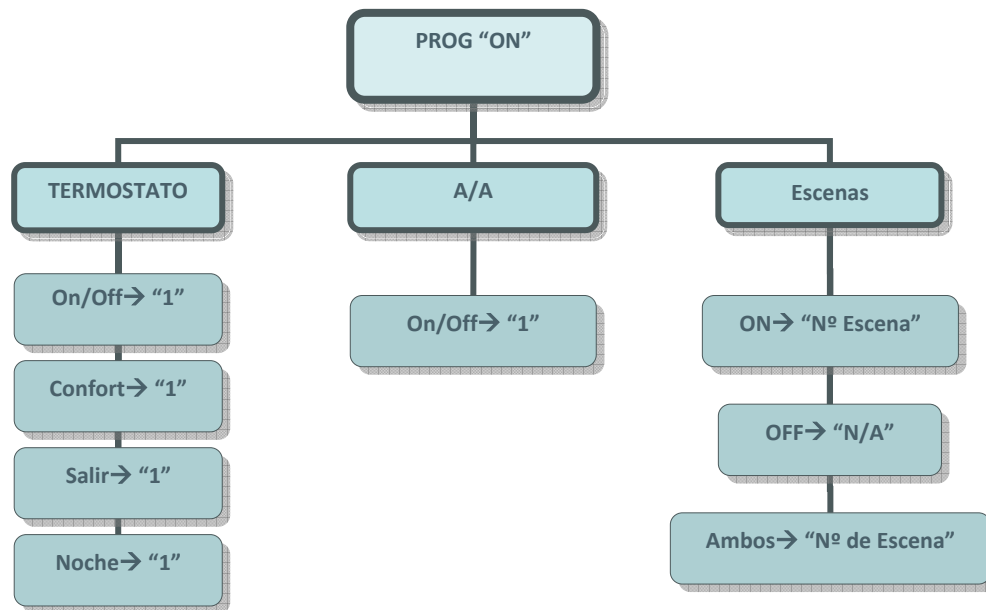 PROG “ON”
TERMOSTATO
On/Off→ “1”
Confort→ “1”
Salir→ “1”
Noche→ “1”
A/A
On/Off→ “1”
Escenas
ON→ “Nº Escena”
OFF→ “N/A”
Ambos→ “Nº de Escena”